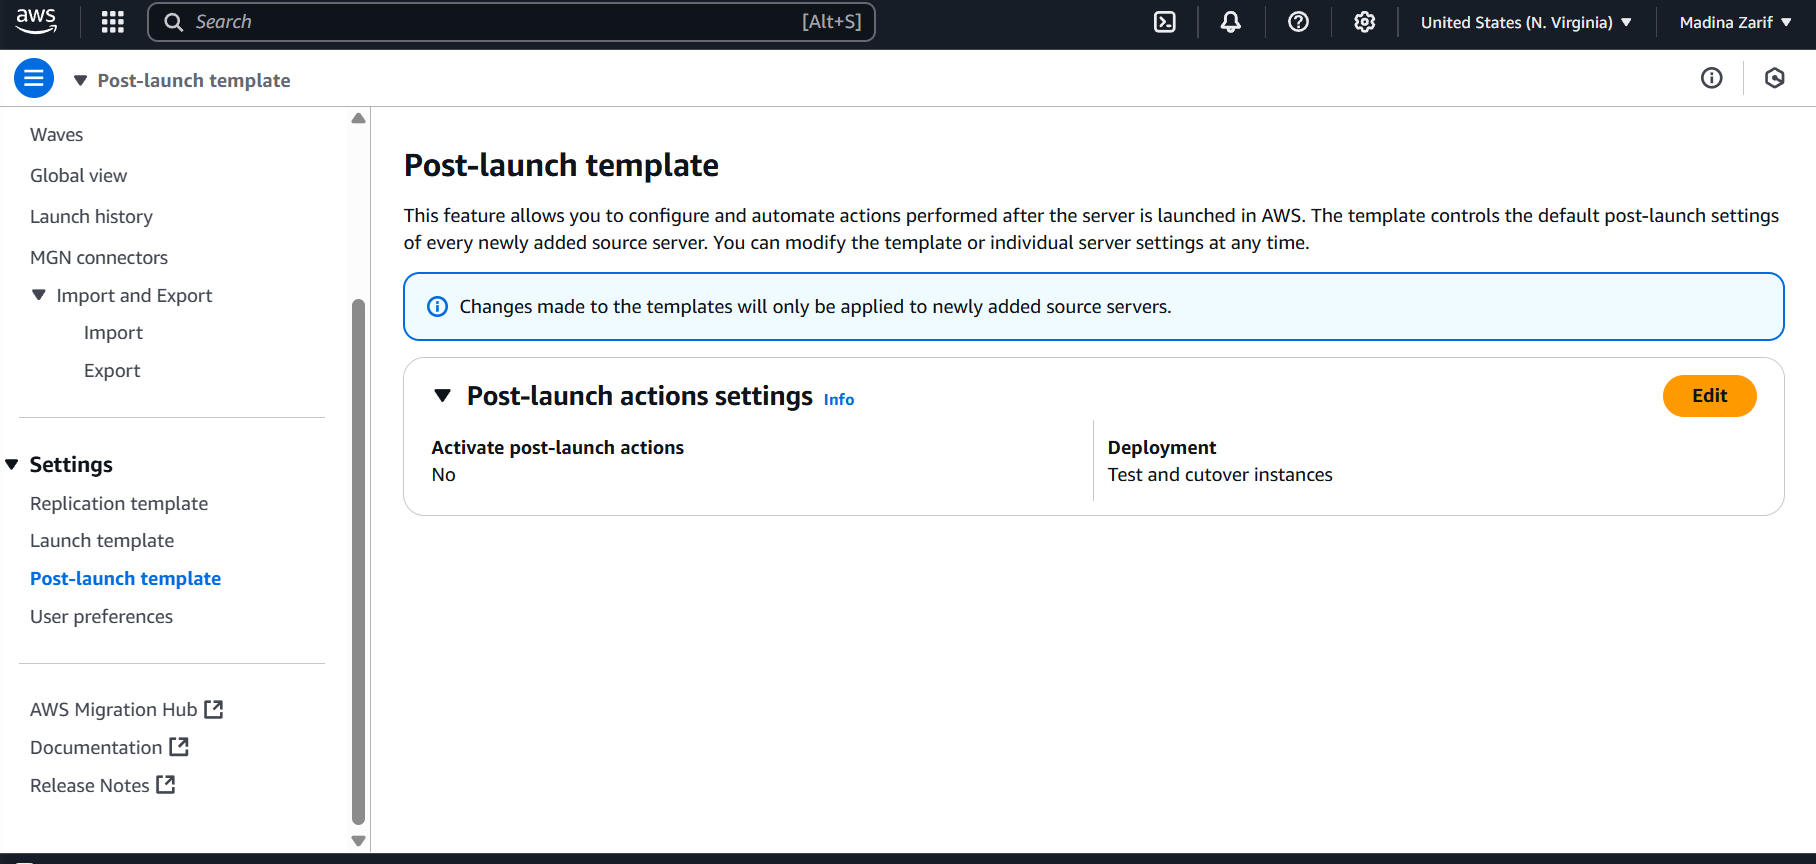 aws
Search [Alt+S]
United States (N. Virginia)
Madina Zarif
Post-launch template
Waves
Global view
Launch history
MGN connectors
Import and Export
Import
Export
Settings
Replication template
Launch template
Post-launch template
User preferences
AWS Migration Hub
Documentation
Release Notes
Post-launch template
This feature allows you to configure and automate actions performed after the server is launched in AWS. The template controls the default post-launch settings
of every newly added source server. You can modify the template or individual server settings at any time.
Changes made to the templates will only be applied to newly added source servers.
Post-launch actions settings Info
Edit
Activate post-launch actions
No
Deployment
Test and cutover instances